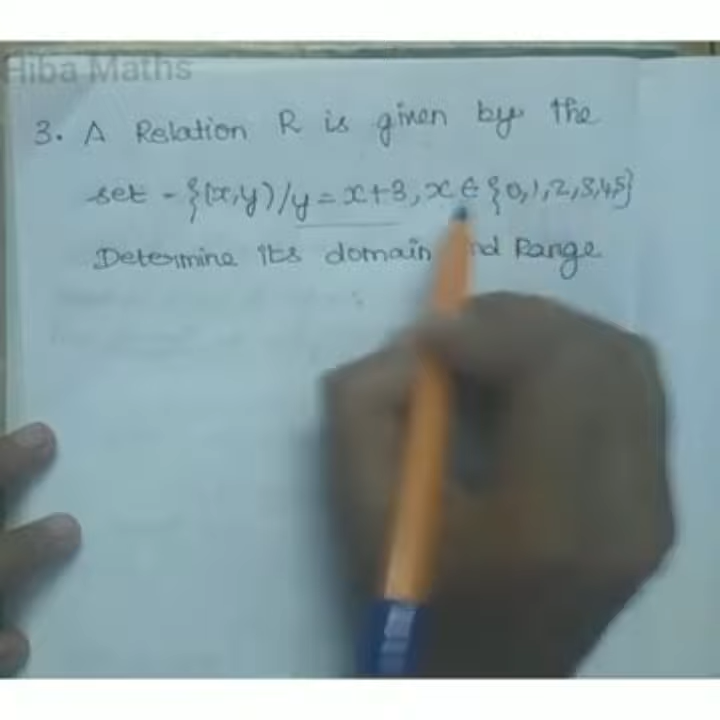 Hiba Maths
3. A Relation R is given by the
set - {(x,y)/y = x+3, x ∈ {0,1,2,3,4,5}
Determine its domain and Range